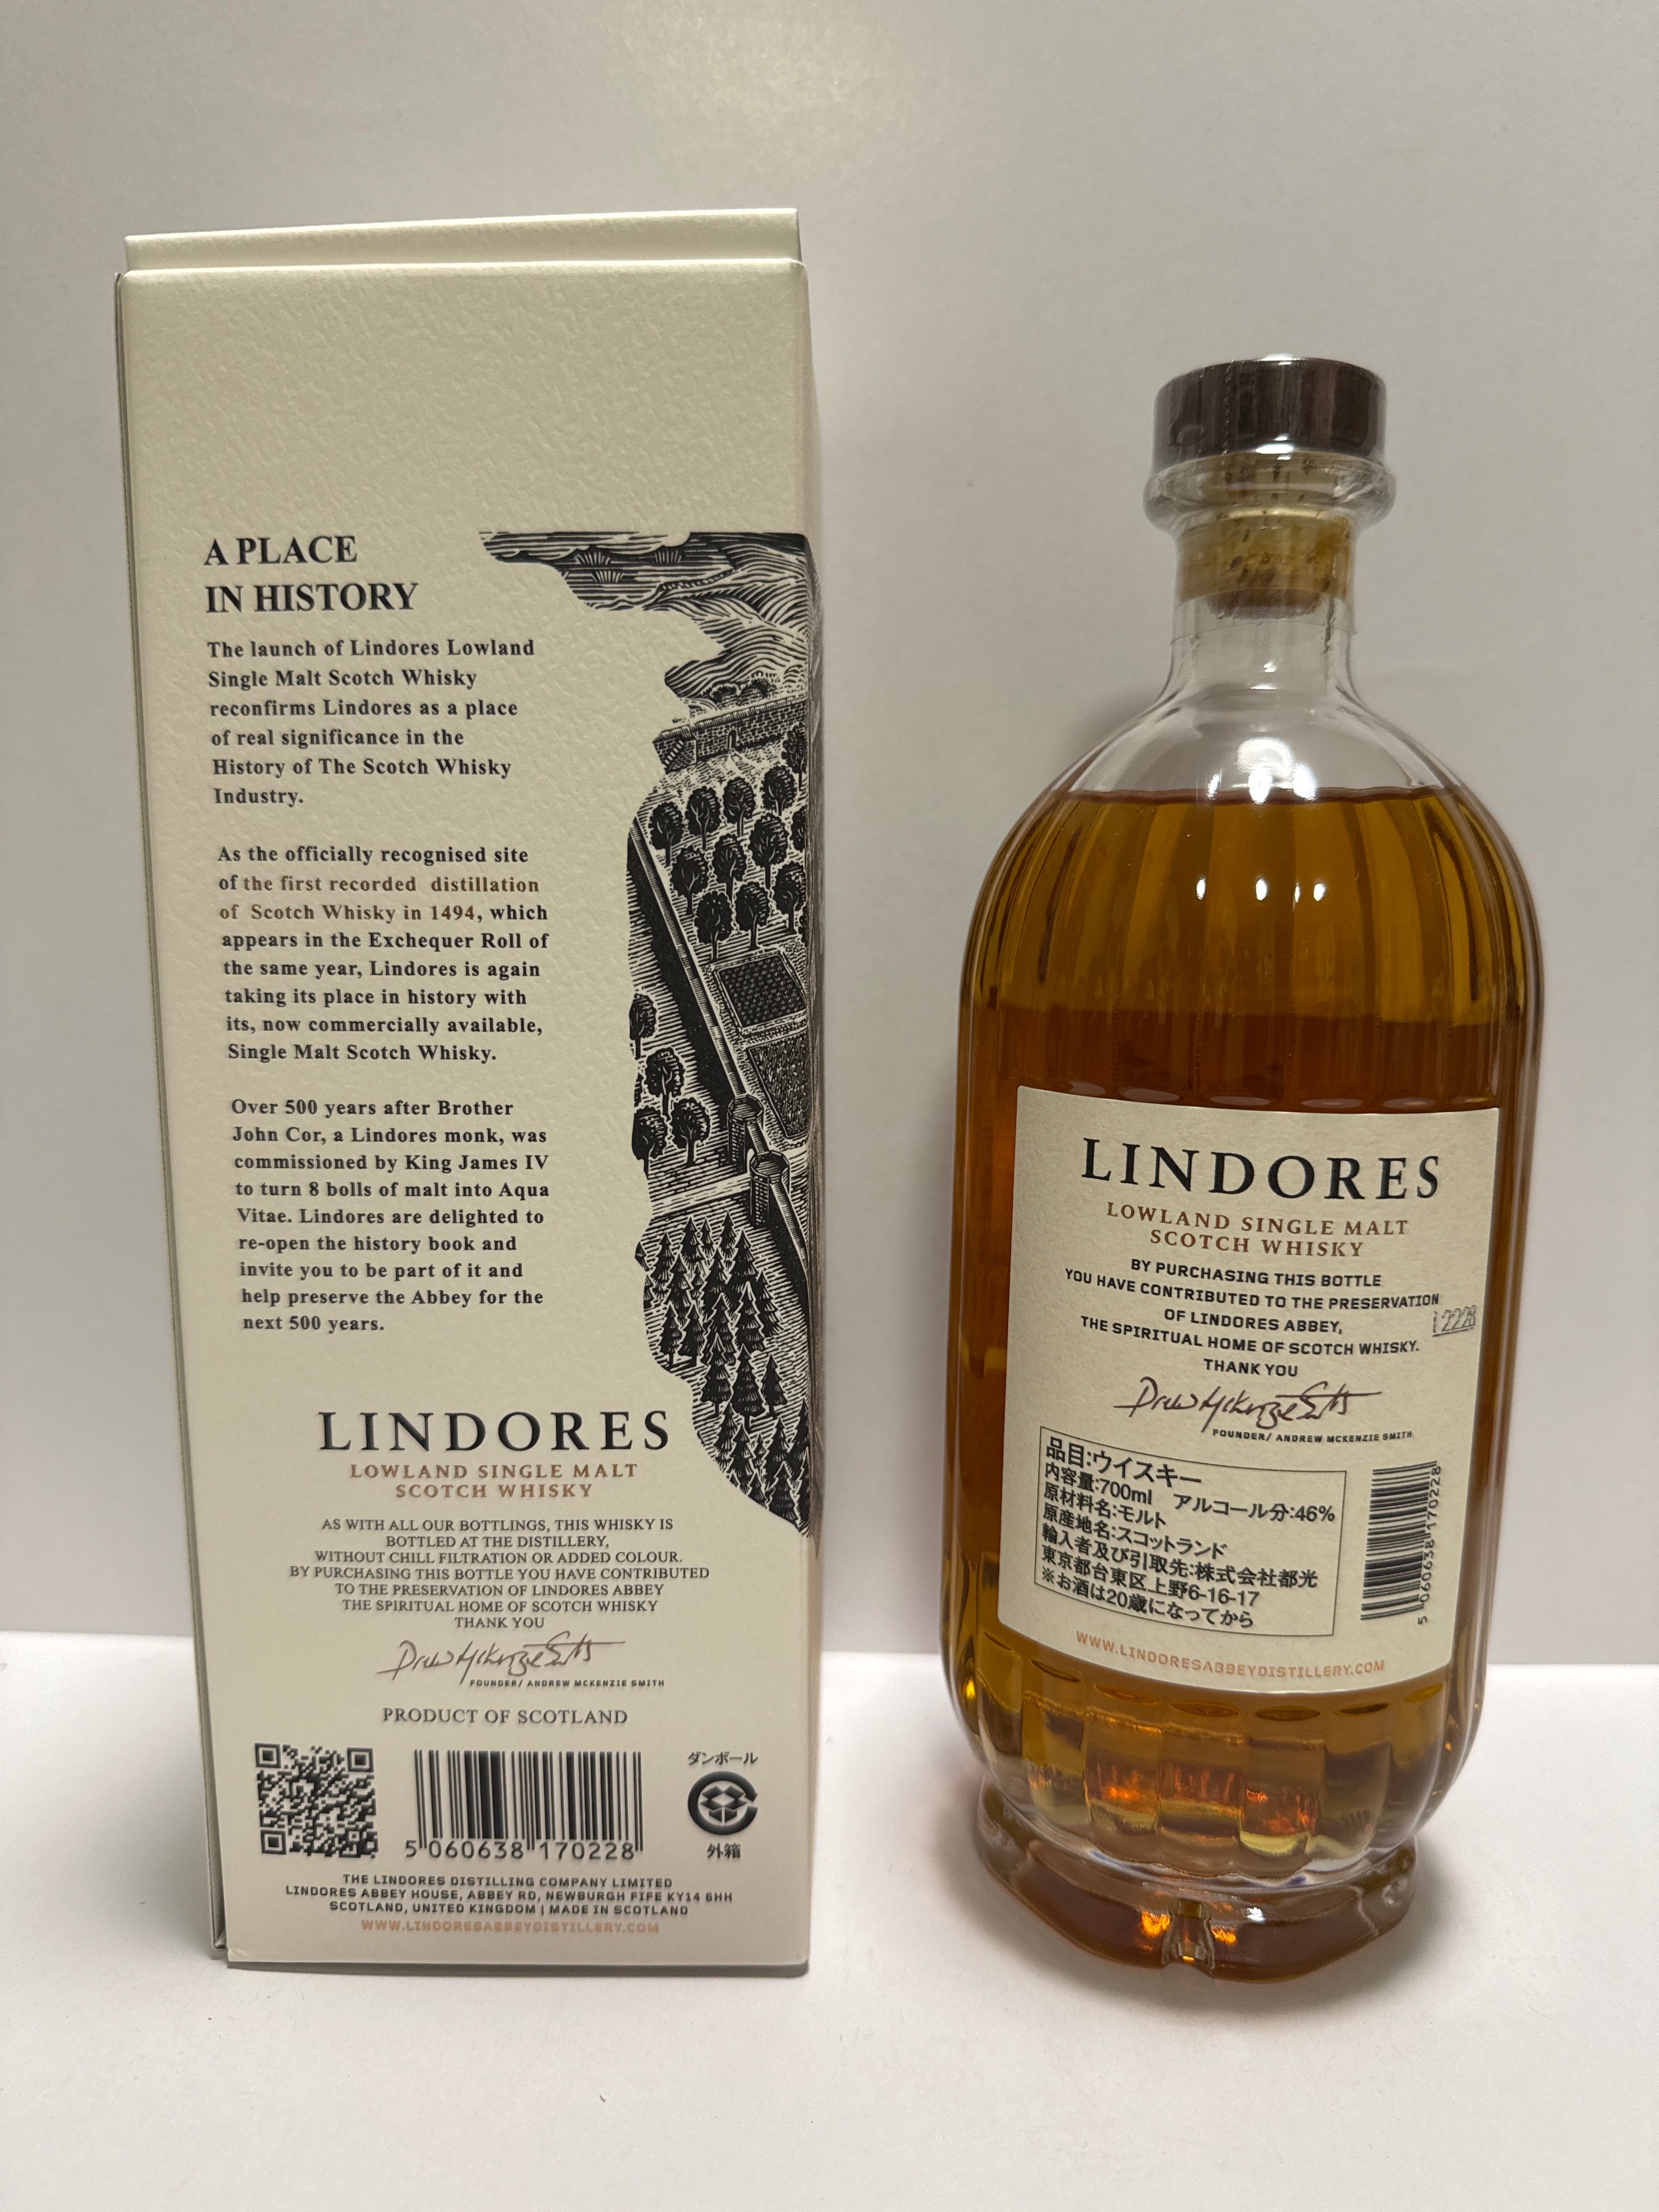 A PLACE
IN HISTORY
The launch of Lindores Lowland
Single Malt Scotch Whisky
reconfirms Lindores as a place
of real significance in the
History of The Scotch Whisky
Industry.
As the officially recognised site
of the first recorded distillation
of Scotch Whisky in 1494, which
appears in the Exchequer Roll of
the same year, Lindores is again
taking its place in history with
its, now commercially available,
Single Malt Scotch Whisky.
Over 500 years after Brother
John Cor, a Lindores monk, was
commissioned by King James IV
to turn 8 bolls of malt into Aqua
Vitae. Lindores are delighted to
re-open the history book and
invite you to be part of it and
help preserve the Abbey for the
next 500 years.
LINDORES
LOWLAND SINGLE MALT
SCOTCH WHISKY
AS WITH ALL OUR BOTTLINGS, THIS WHISKY IS
BOTTLED AT THE DISTILLERY,
WITHOUT CHILL FILTRATION OR ADDED COLOUR.
BY PURCHASING THIS BOTTLE YOU HAVE CONTRIBUTED
TO THE PRESERVATION OF LINDORES ABBEY
THE SPIRITUAL HOME OF SCOTCH WHISKY
THANK YOU
Drew McKenzie Smith
FOUNDER/ ANDREW MCKENZIE SMITH
PRODUCT OF SCOTLAND
5 060638 170228
ダンボール
外箱
THE LINDORES DISTILLING COMPANY LIMITED
LINDORES ABBEY HOUSE, ABBEY RD, NEWBURGH FIFE KY14 6HH
SCOTLAND, UNITED KINGDOM | MADE IN SCOTLAND
WWW.LINDORESABBEYDISTILLERY.COM
LINDORES
LOWLAND SINGLE MALT
SCOTCH WHISKY
BY PURCHASING THIS BOTTLE
YOU HAVE CONTRIBUTED TO THE PRESERVATION
OF LINDORES ABBEY,
THE SPIRITUAL HOME OF SCOTCH WHISKY.
THANK YOU
Drew McKenzie Smith
FOUNDER/ ANDREW MCKENZIE SMITH
品目:ウイスキー
内容量:700ml アルコール分:46%
原材料名:モルト
原産地名:スコットランド
輸入者及び引取先:株式会社都光
東京都台東区上野6-16-17
※お酒は20歳になってから
5 060638 170228
WWW.LINDORESABBEYDISTILLERY.COM